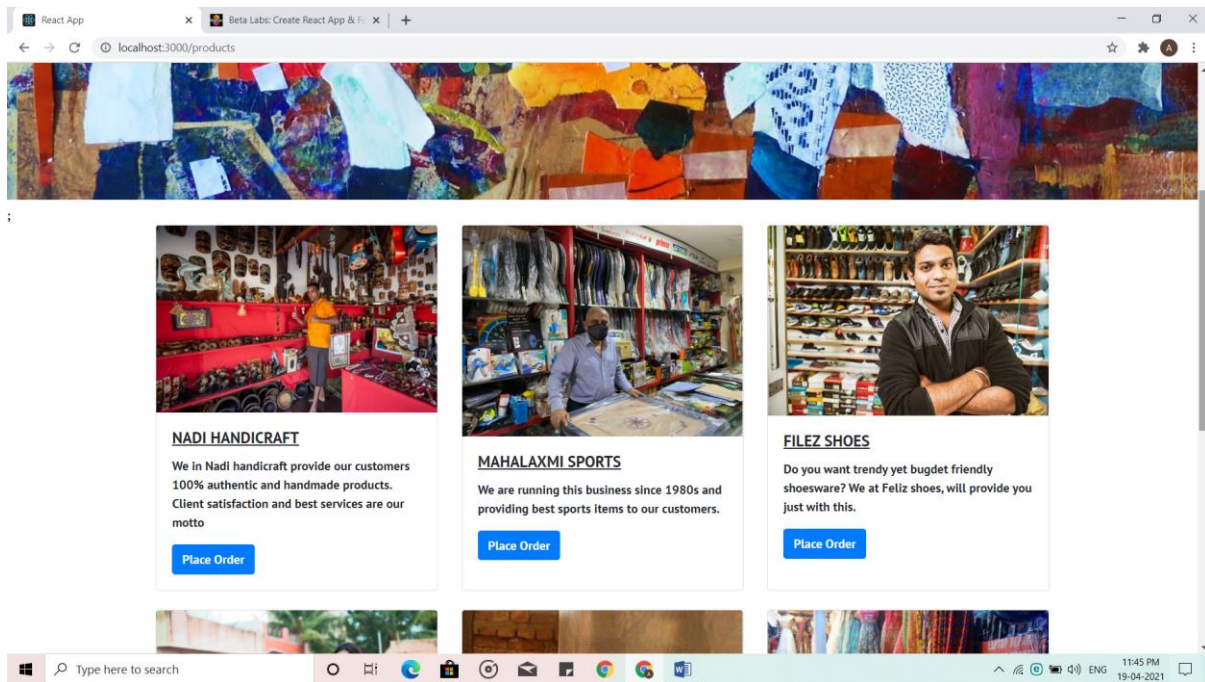 React App
Beta Labs: Create React App & F
localhost:3000/products
A
;
NADI HANDICRAFT
We in Nadi handicraft provide our customers
100% authentic and handmade products.
Client satisfaction and best services are our
motto
Place Order
MAHALAXMI SPORTS
We are running this business since 1980s and
providing best sports items to our customers.
Place Order
FILEZ SHOES
Do you want trendy yet bugdet friendly
shoesware? We at Feliz shoes, will provide you
just with this.
Place Order
Type here to search
ENG
11:45 PM
19-04-2021